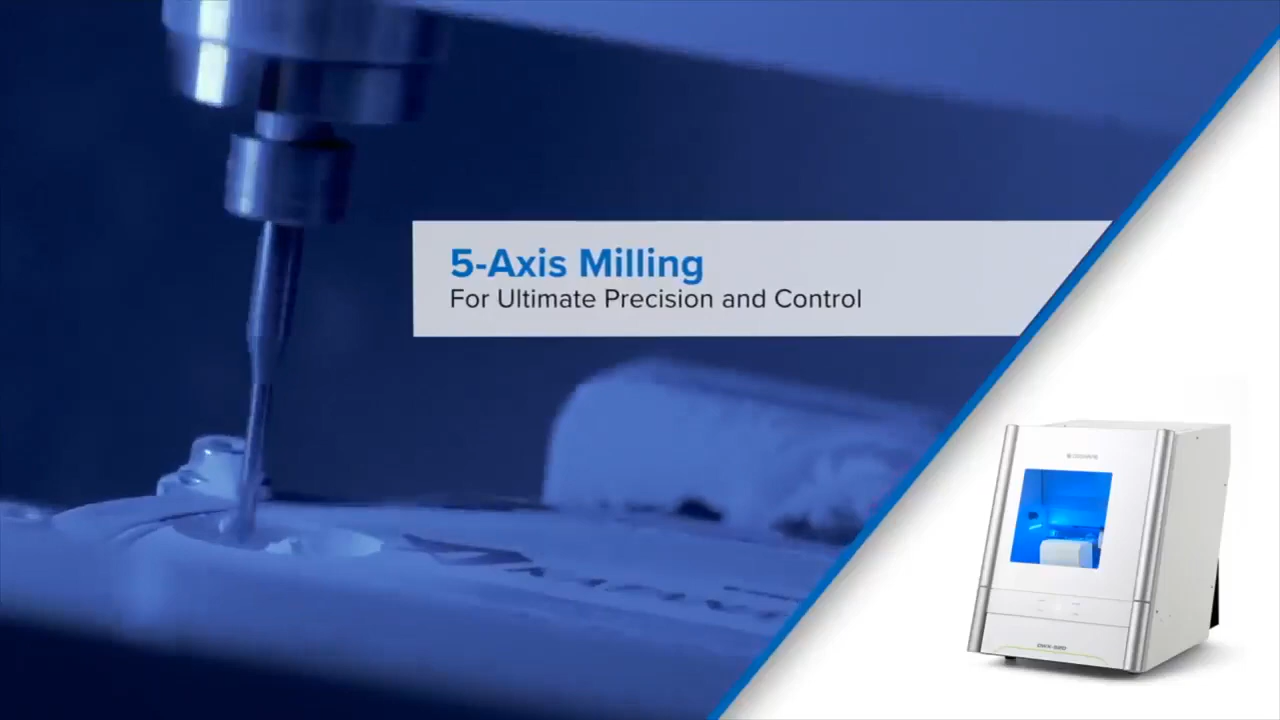 5-Axis Milling
For Ultimate Precision and Control